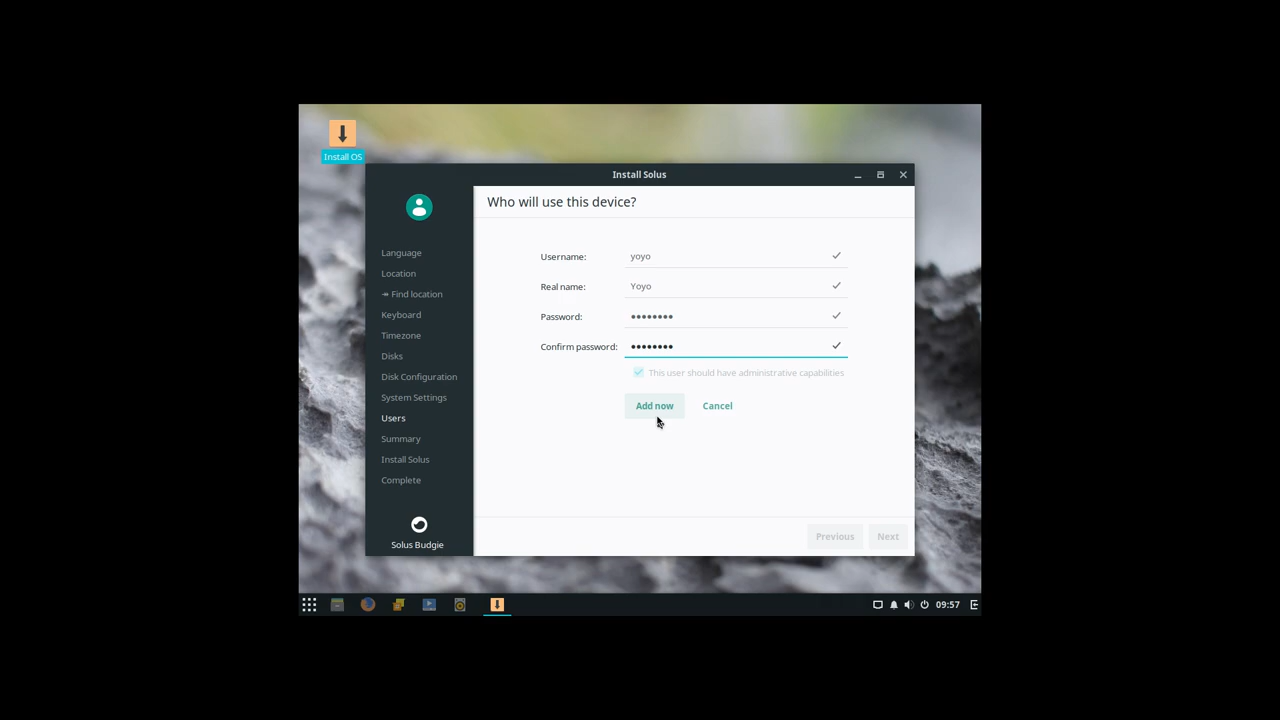 Install OS
Install Solus
Who will use this device?
Language
Location
↠ Find location
Keyboard
Timezone
Disks
Disk Configuration
System Settings
Users
Summary
Install Solus
Complete
Solus Budgie
Username: yoyo
Real name: Yoyo
Password: ●●●●●●●●
Confirm password: ●●●●●●●●
This user should have administrative capabilities
Add now Cancel
Previous Next
09:57